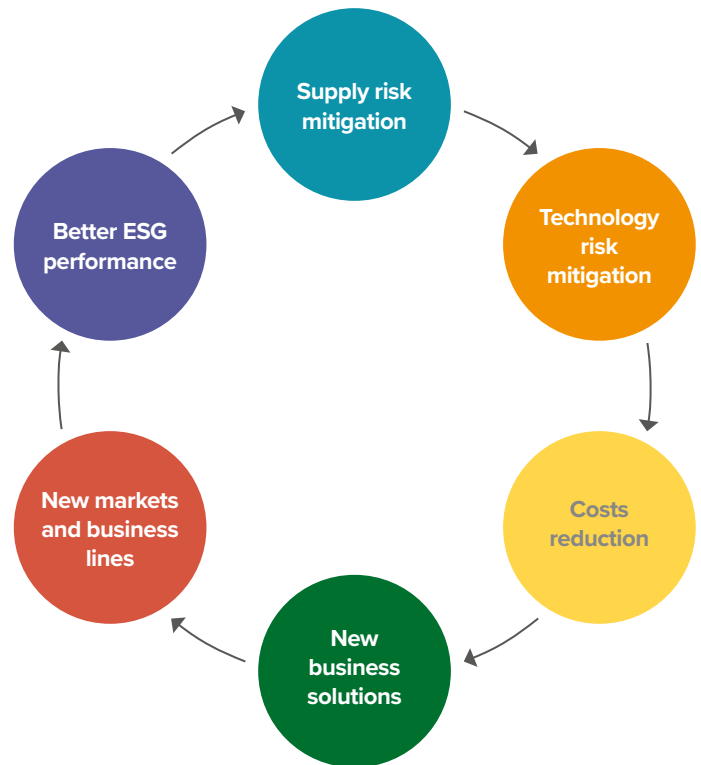 Supply risk
mitigation
Technology
risk
mitigation
Costs
reduction
New
business
solutions
New markets
and business
lines
Better ESG
performance